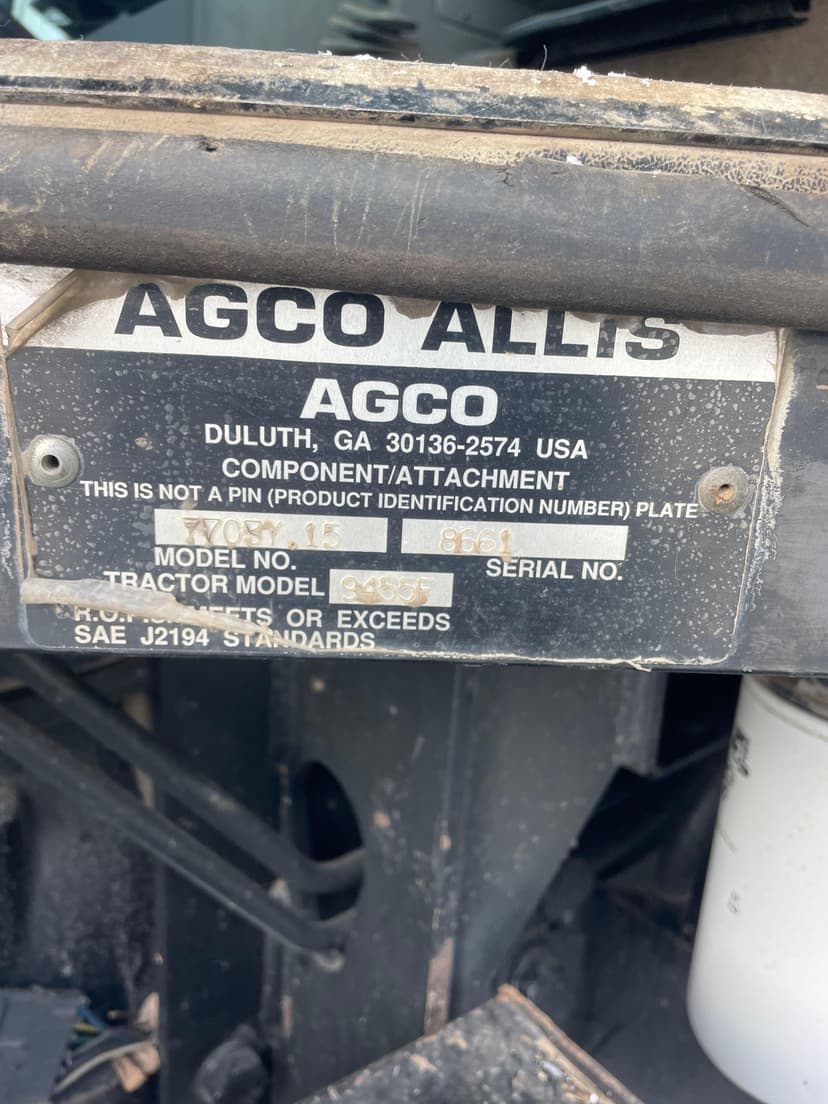 AGCO ALLIS
AGCO
DULUTH, GA 30136-2574 USA
COMPONENT/ATTACHMENT
THIS IS NOT A PIN (PRODUCT IDENTIFICATION NUMBER) PLATE
8661
MODEL NO.
SERIAL NO.
TRACTOR MODEL
R.O.P.S. MEETS OR EXCEEDS
SAE J2194 STANDARDS